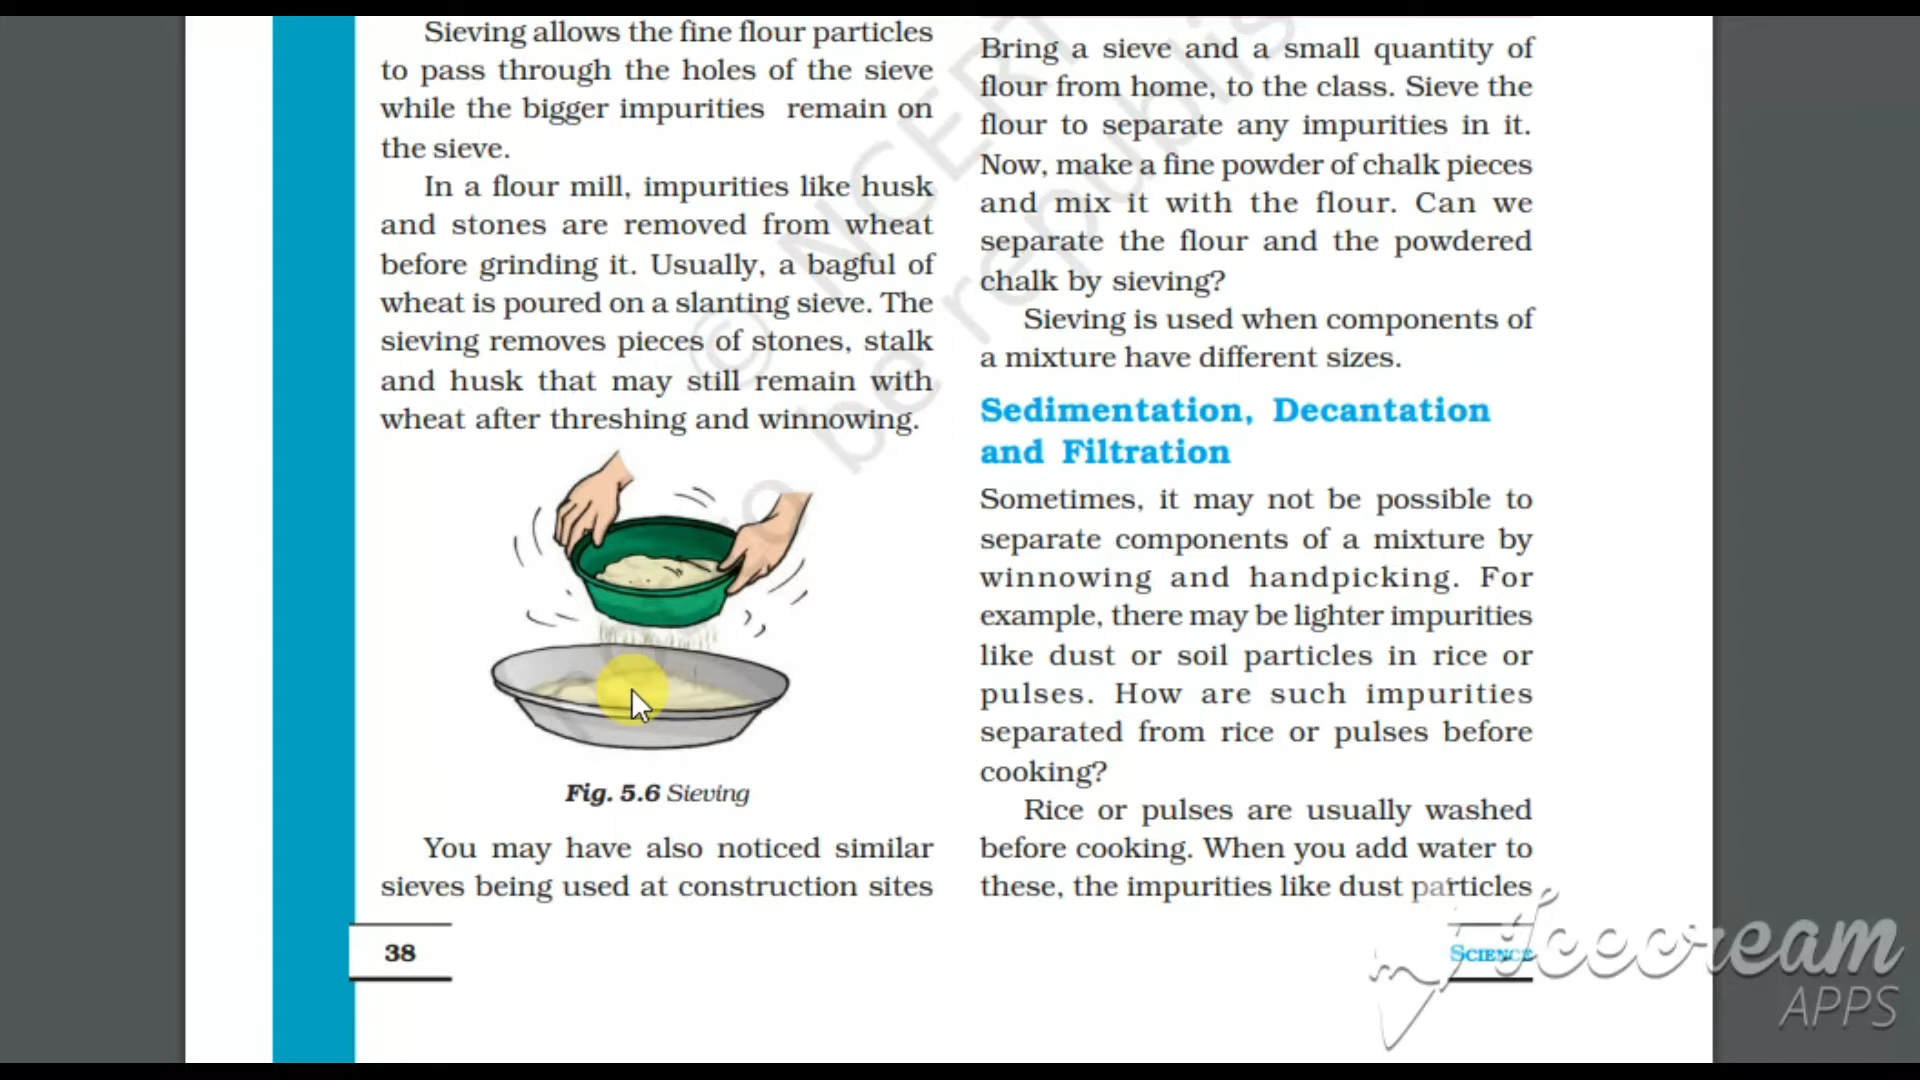 Sieving allows the fine flour particles
to pass through the holes of the sieve
while the bigger impurities remain on
the sieve.
In a flour mill, impurities like husk
and stones are removed from wheat
before grinding it. Usually, a bagful of
wheat is poured on a slanting sieve. The
sieving removes pieces of stones, stalk
and husk that may still remain with
wheat after threshing and winnowing.
Fig. 5.6 Sieving
You may have also noticed similar
sieves being used at construction sites
38
Bring a sieve and a small quantity of
flour from home, to the class. Sieve the
flour to separate any impurities in it.
Now, make a fine powder of chalk pieces
and mix it with the flour. Can we
separate the flour and the powdered
chalk by sieving?
Sieving is used when components of
a mixture have different sizes.
Sedimentation, Decantation
and Filtration
Sometimes, it may not be possible to
separate components of a mixture by
winnowing and handpicking. For
example, there may be lighter impurities
like dust or soil particles in rice or
pulses. How are such impurities
separated from rice or pulses before
cooking?
Rice or pulses are usually washed
before cooking. When you add water to
these, the impurities like dust particles
SCIENCE
© NCERT
be republis
Icecream
APPS